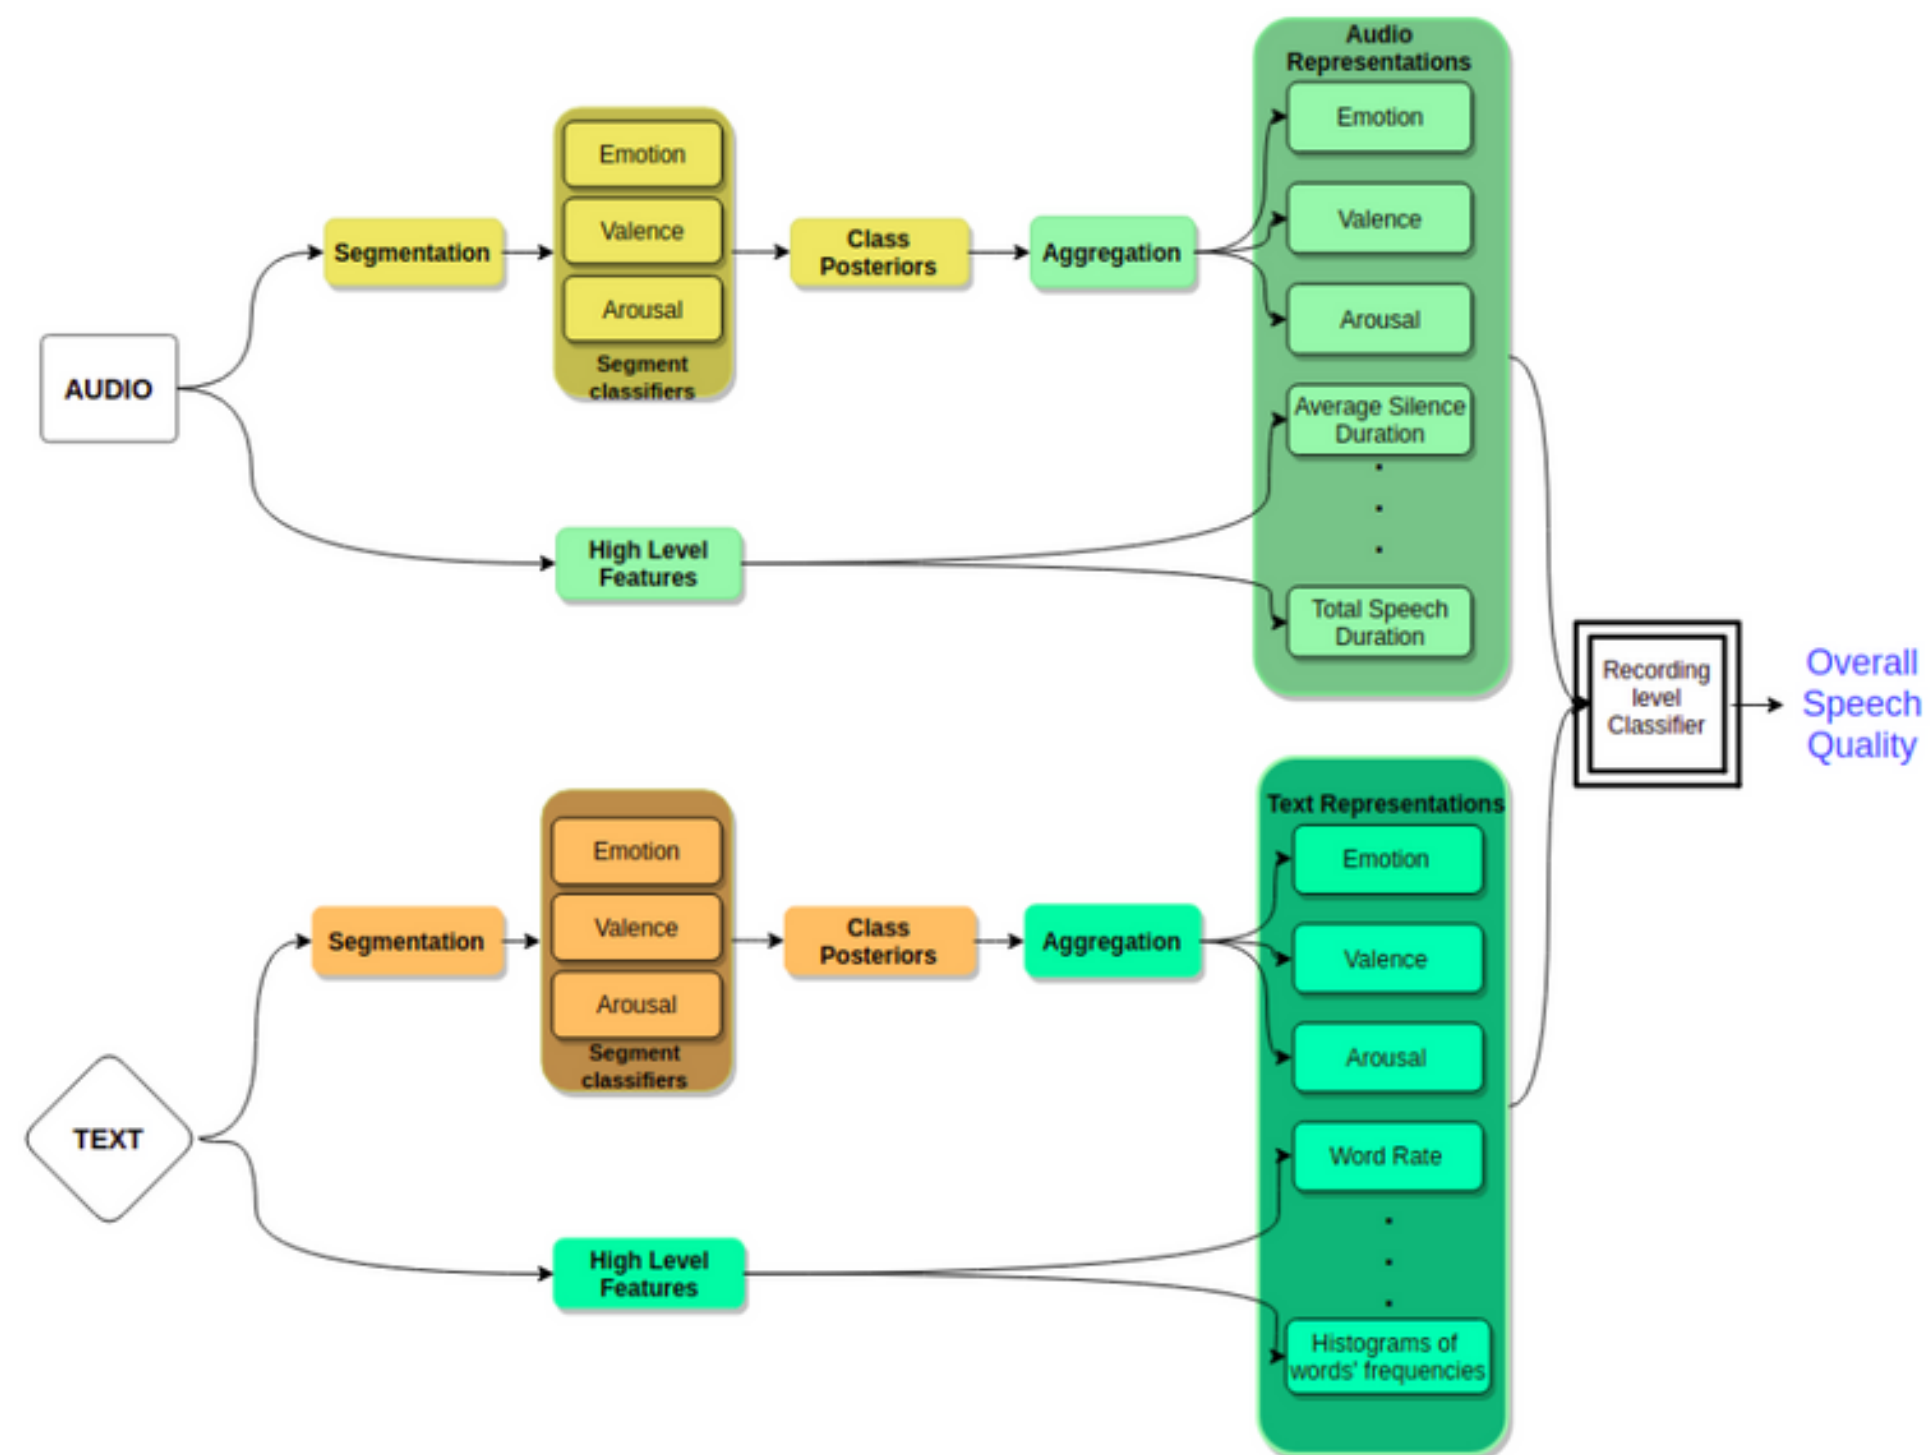 Audio
Representations
Emotion
Valence
Arousal
Average Silence
Duration
Total Speech
Duration
Emotion
Valence
Arousal
Segment
classifiers
Segmentation
Class
Posteriors
Aggregation
AUDIO
High Level
Features
Recording
level
Classifier
Overall
Speech
Quality
Text Representations
Emotion
Valence
Arousal
Word Rate
Histograms of
words' frequencies
Emotion
Valence
Arousal
Segment
classifiers
Segmentation
Class
Posteriors
Aggregation
TEXT
High Level
Features